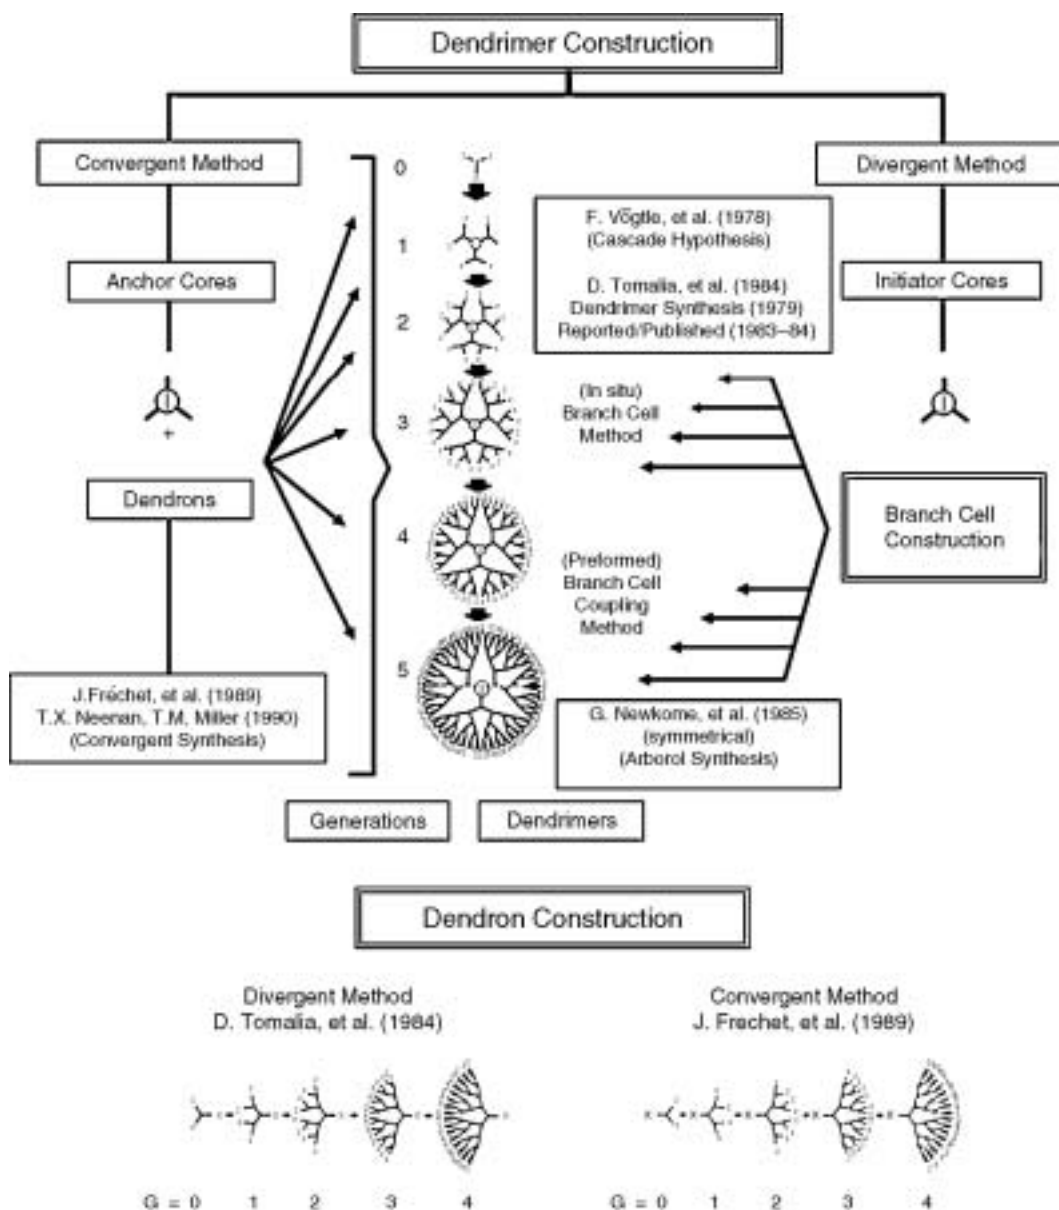 Dendrimer Construction
Convergent Method
Divergent Method
Anchor Cores
Initiator Cores
+
Dendrons
J.Fréchet, et al. (1989)
T.X. Neenan, T.M, Miller (1990)
(Convergent Synthesis)
0
1
2
3
4
5
F. Vögtle, et al. (1978)
(Cascade Hypothesis)
D. Tomalia, et al. (1984)
Dendrimer Synthesis (1979)
Reported/Published (1983–84)
(In situ)
Branch Cell
Method
Branch Cell
Construction
(Preformed)
Branch Cell
Coupling
Method
G. Newkome, et al. (1985)
(symmetrical)
(Arborol Synthesis)
Generations
Dendrimers
Dendron Construction
Divergent Method
D. Tomalia, et al. (1984)
G = 0 1 2 3 4
Convergent Method
J. Frechet, et al. (1989)
G = 0 1 2 3 4